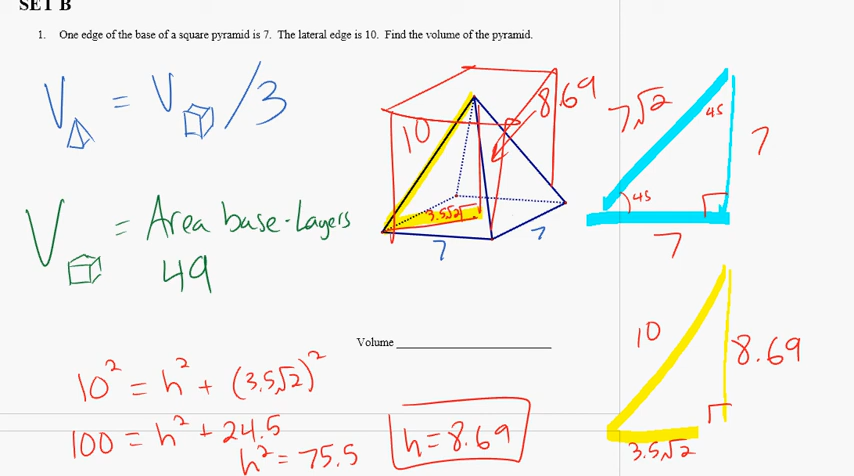 SET B
1. One edge of the base of a square pyramid is 7. The lateral edge is 10. Find the volume of the pyramid.
V = V / 3
V = Area base · Layers
49
10
8.69
3.5√2
7
7
7√2
45
45
7
7
Volume
10² = h² + (3.5√2)²
100 = h² + 24.5
h² = 75.5
h = 8.69
10
8.69
3.5√2